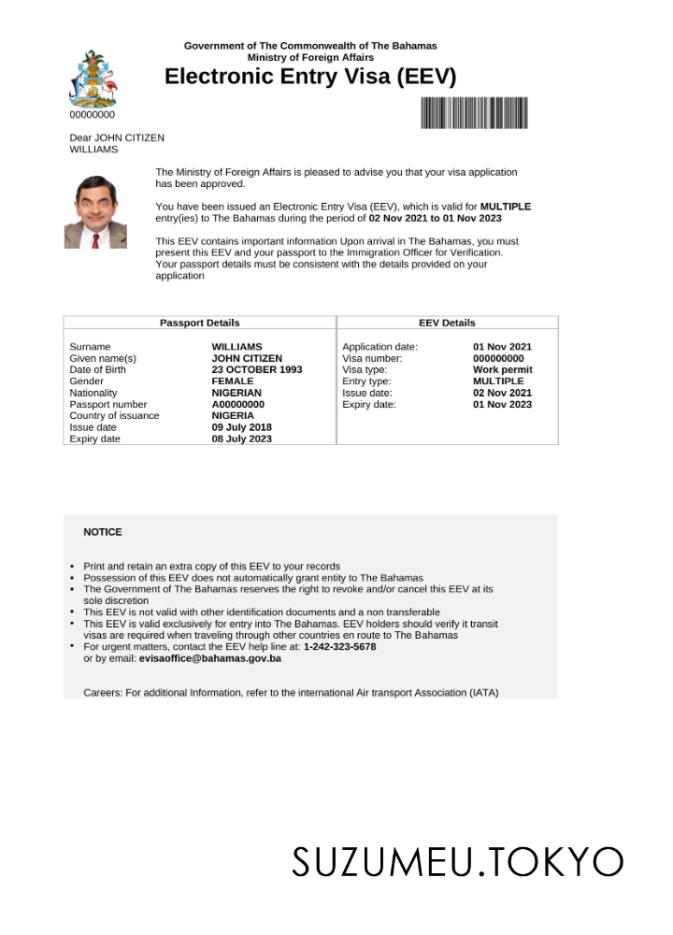 Government of The Commonwealth of The Bahamas
Ministry of Foreign Affairs
Electronic Entry Visa (EEV)
00000000
Dear JOHN CITIZEN
WILLIAMS
The Ministry of Foreign Affairs is pleased to advise you that your visa application
has been approved.
You have been issued an Electronic Entry Visa (EEV), which is valid for MULTIPLE
entry(ies) to The Bahamas during the period of 02 Nov 2021 to 01 Nov 2023
This EEV contains important information Upon arrival in The Bahamas, you must
present this EEV and your passport to the Immigration Officer for Verification.
Your passport details must be consistent with the details provided on your
application
Passport Details
Surname WILLIAMS
Given name(s) JOHN CITIZEN
Date of Birth 23 OCTOBER 1993
Gender FEMALE
Nationality NIGERIAN
Passport number A00000000
Country of issuance NIGERIA
Issue date 09 July 2018
Expiry date 08 July 2023
EEV Details
Application date: 01 Nov 2021
Visa number: 000000000
Visa type: Work permit
Entry type: MULTIPLE
Issue date: 02 Nov 2021
Expiry date: 01 Nov 2023
NOTICE
• Print and retain an extra copy of this EEV to your records
• Possession of this EEV does not automatically grant entity to The Bahamas
• The Government of The Bahamas reserves the right to revoke and/or cancel this EEV at its
sole discretion
• This EEV is not valid with other identification documents and a non transferable
• This EEV is valid exclusively for entry into The Bahamas. EEV holders should verify it transit
visas are required when traveling through other countries en route to The Bahamas
• For urgent matters, contact the EEV help line at: 1-242-323-5678
or by email: evisaoffice@bahamas.gov.ba
Careers: For additional Information, refer to the international Air transport Association (IATA)
SUZUMEU.TOKYO